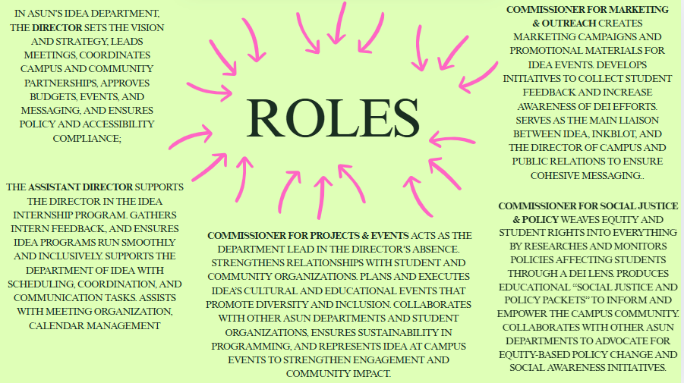 IN ASUN'S IDEA DEPARTMENT,
THE DIRECTOR SETS THE VISION
AND STRATEGY, LEADS
MEETINGS, COORDINATES
CAMPUS AND COMMUNITY
PARTNERSHIPS, APPROVES
BUDGETS, EVENTS, AND
MESSAGING, AND ENSURES
POLICY AND ACCESSIBILITY
COMPLIANCE;
THE ASSISTANT DIRECTOR SUPPORTS
THE DIRECTOR IN THE IDEA
INTERNSHIP PROGRAM. GATHERS
INTERN FEEDBACK, AND ENSURES
IDEA PROGRAMS RUN SMOOTHLY
AND INCLUSIVELY. SUPPORTS THE
DEPARTMENT OF IDEA WITH
SCHEDULING, COORDINATION, AND
COMMUNICATION TASKS. ASSISTS
WITH MEETING ORGANIZATION,
CALENDAR MANAGEMENT
ROLES
COMMISSIONER FOR PROJECTS & EVENTS ACTS AS THE
DEPARTMENT LEAD IN THE DIRECTOR'S ABSENCE.
STRENGTHENS RELATIONSHIPS WITH STUDENT AND
COMMUNITY ORGANIZATIONS. PLANS AND EXECUTES
IDEA'S CULTURAL AND EDUCATIONAL EVENTS THAT
PROMOTE DIVERSITY AND INCLUSION. COLLABORATES
WITH OTHER ASUN DEPARTMENTS AND STUDENT
ORGANIZATIONS, ENSURES SUSTAINABILITY IN
PROGRAMMING, AND REPRESENTS IDEA AT CAMPUS
EVENTS TO STRENGTHEN ENGAGEMENT AND
COMMUNITY IMPACT.
COMMISSIONER FOR MARKETING
& OUTREACH CREATES
MARKETING CAMPAIGNS AND
PROMOTIONAL MATERIALS FOR
IDEA EVENTS. DEVELOPS
INITIATIVES TO COLLECT STUDENT
FEEDBACK AND INCREASE
AWARENESS OF DEI EFFORTS.
SERVES AS THE MAIN LIAISON
BETWEEN IDEA, INKBLOT, AND
THE DIRECTOR OF CAMPUS AND
PUBLIC RELATIONS TO ENSURE
COHESIVE MESSAGING..
COMMISSIONER FOR SOCIAL JUSTICE
& POLICY WEAVES EQUITY AND
STUDENT RIGHTS INTO EVERYTHING
BY RESEARCHES AND MONITORS
POLICIES AFFECTING STUDENTS
THROUGH A DEI LENS. PRODUCES
EDUCATIONAL "SOCIAL JUSTICE AND
POLICY PACKETS" TO INFORM AND
EMPOWER THE CAMPUS COMMUNITY.
COLLABORATES WITH OTHER ASUN
DEPARTMENTS TO ADVOCATE FOR
EQUITY-BASED POLICY CHANGE AND
SOCIAL AWARENESS INITIATIVES.